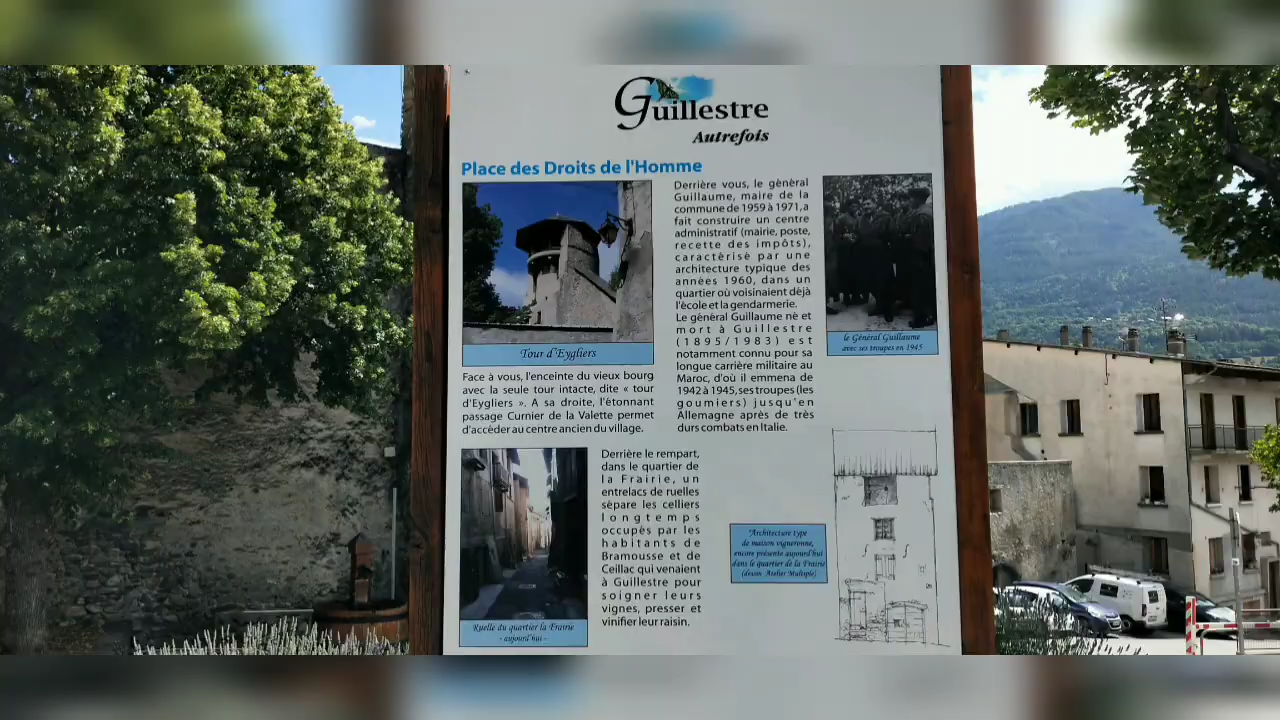 Guillestre
Autrefois
Place des Droits de l'Homme
Tour d'Eygliers
Face à vous, l'enceinte du vieux bourg
avec la seule tour intacte, dite « tour
d'Eygliers ». A sa droite, l'étonnant
passage Curnier de la Valette permet
d'accéder au centre ancien du village.
Derrière vous, le général
Guillaume, maire de la
commune de 1959 à 1971, a
fait construire un centre
administratif (mairie, poste,
recette des impôts),
caractérisé par une
architecture typique des
années 1960, dans un
quartier où voisinaient déjà
l'école et la gendarmerie.
Le général Guillaume né et
mort à Guillestre
(1895/1983) est
notamment connu pour sa
longue carrière militaire au
Maroc, d'où il emmena de
1942 à 1945, ses troupes (les
goumiers) jusqu'en
Allemagne après de très
durs combats en Italie.
le Général Guillaume
avec ses troupes en 1945
Ruelle du quartier la Frairie
- aujourd'hui -
Derrière le rempart,
dans le quartier de
la Frairie, un
entrelacs de ruelles
sépare les celliers
longtemps
occupés par les
habitants de
Bramousse et de
Ceillac qui venaient
à Guillestre pour
soigner leurs
vignes, presser et
vinifier leur raisin.
"Architecture type
de maison vigneronne,
encore présente aujourd'hui
dans le quartier de la Frairie
(dessin Atelier Multiple)